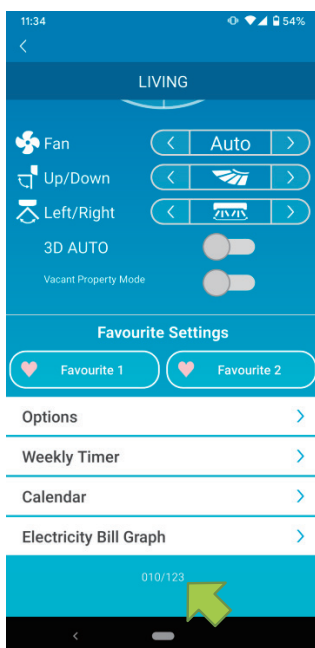 11:34 54%
LIVING
Fan Auto
Up/Down
Left/Right
3D AUTO
Vacant Property Mode
Favourite Settings
Favourite 1 Favourite 2
Options
Weekly Timer
Calendar
Electricity Bill Graph
010/123